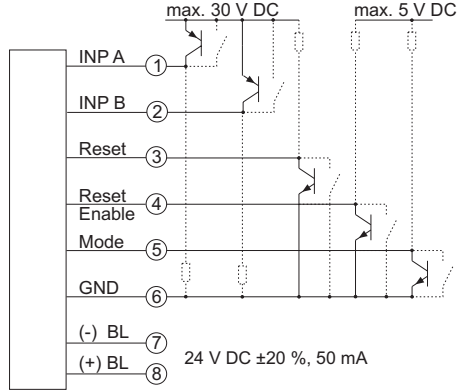 max. 30 V DC
max. 5 V DC
INP A
1
INP B
2
Reset
3
Reset
Enable
4
Mode
5
GND
6
(-) BL
7
(+) BL
8
24 V DC ±20 %, 50 mA